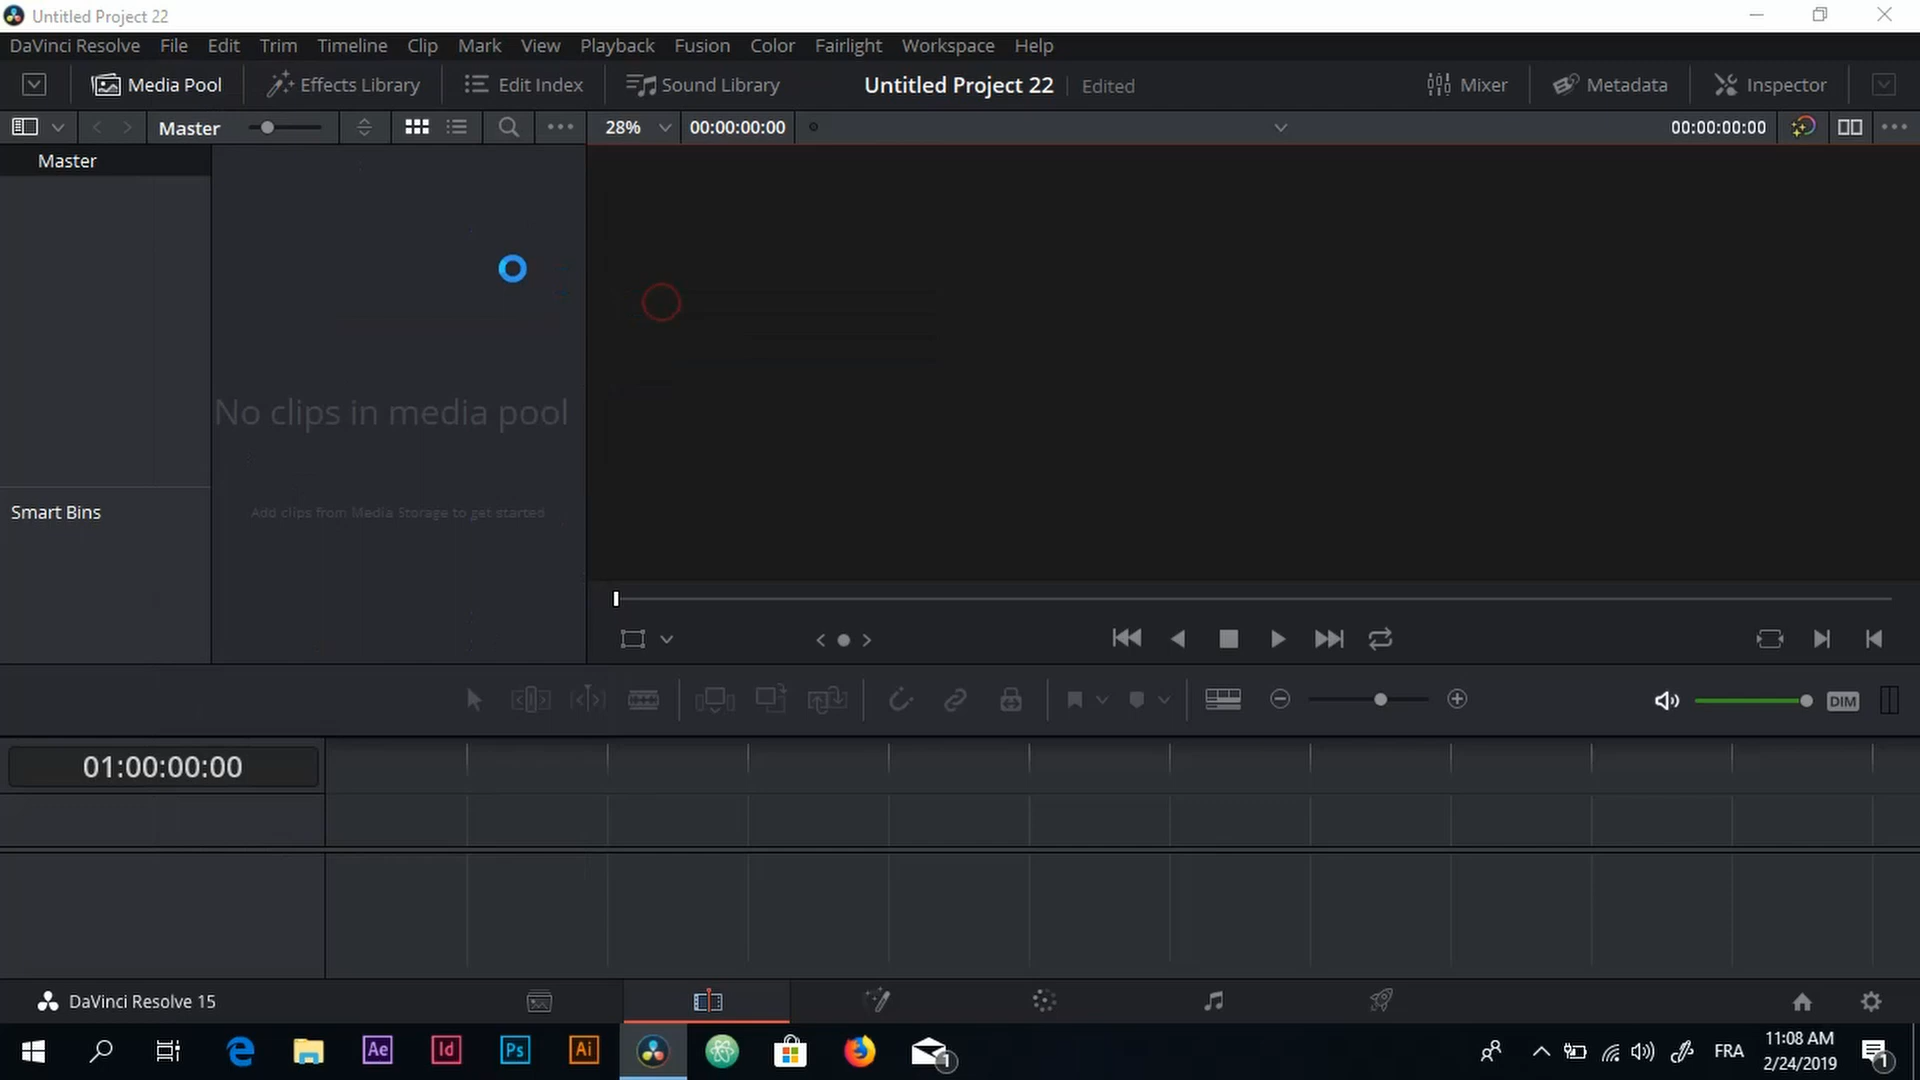 Untitled Project 22
DaVinci Resolve File Edit Trim Timeline Clip Mark View Playback Fusion Color Fairlight Workspace Help
Media Pool Effects Library Edit Index Sound Library Untitled Project 22 Edited Mixer Metadata Inspector
Master 28% 00:00:00:00 00:00:00:00
Master
No clips in media pool
Add clips from Media Storage to get started
Smart Bins
DIM
01:00:00:00
DaVinci Resolve 15
Ae Id Ps Ai 1 FRA 11:08 AM 1
2/24/2019